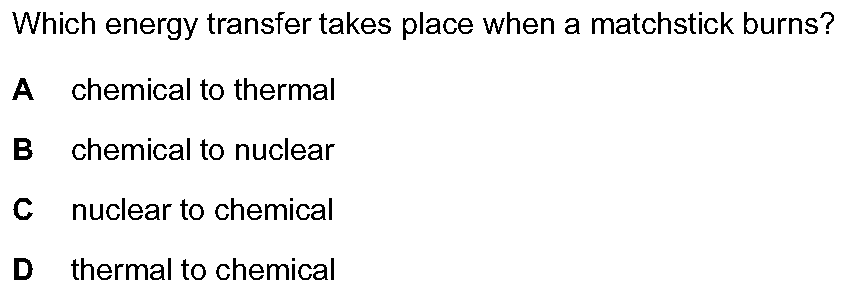 Which energy transfer takes place when a matchstick burns?
A chemical to thermal
B chemical to nuclear
C nuclear to chemical
D thermal to chemical